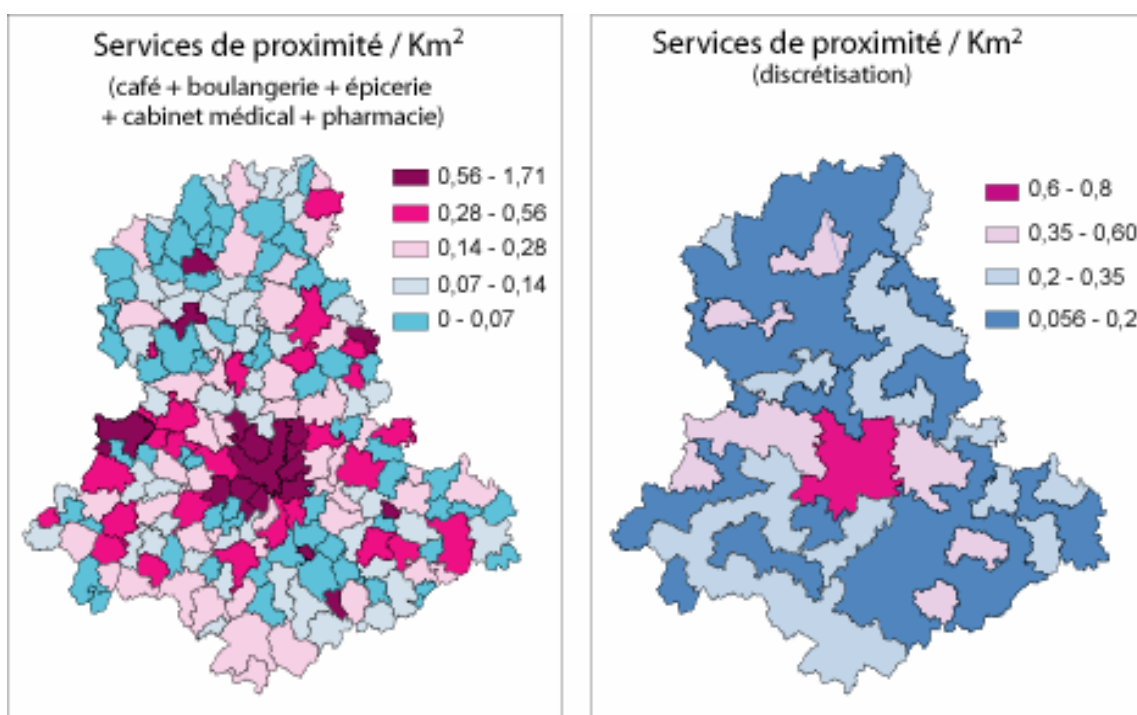 Services de proximité / Km²
(café + boulangerie + épicerie
+ cabinet médical + pharmacie)
0,56 - 1,71
0,28 - 0,56
0,14 - 0,28
0,07 - 0,14
0 - 0,07
Services de proximité / Km²
(discrétisation)
0,6 - 0,8
0,35 - 0,60
0,2 - 0,35
0,056 - 0,2